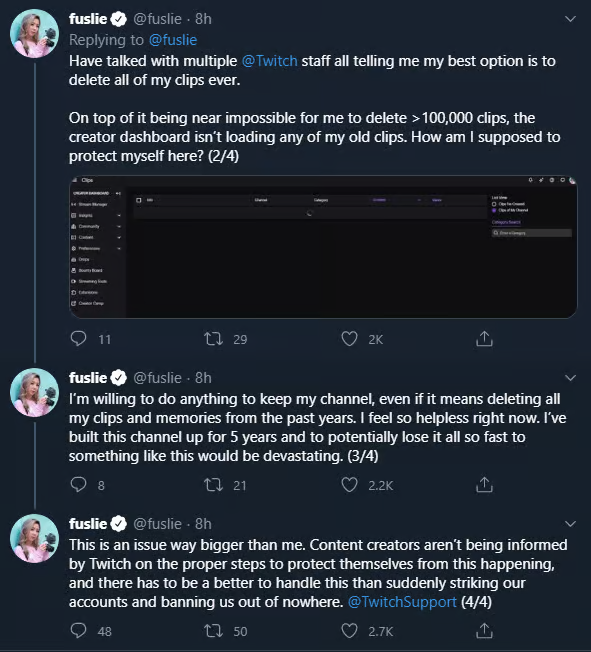 fuslie @fuslie · 8h
Replying to @fuslie
Have talked with multiple @Twitch staff all telling me my best option is to
delete all of my clips ever.
On top of it being near impossible for me to delete >100,000 clips, the
creator dashboard isn't loading any of my old clips. How am I supposed to
protect myself here? (2/4)
Clips
CREATOR DASHBOARD
Stream Manager
Insights
Community
Content
Preferences
Drops
Bounty Board
Streaming Tools
Extensions
Creator Camp
Title Channel Category Created Views
List View
Clips I've Created
Clips of My Channel
Category Search
Enter a Category
11 29 2K
fuslie @fuslie · 8h
I'm willing to do anything to keep my channel, even if it means deleting all
my clips and memories from the past years. I feel so helpless right now. I've
built this channel up for 5 years and to potentially lose it all so fast to
something like this would be devastating. (3/4)
8 21 2.2K
fuslie @fuslie · 8h
This is an issue way bigger than me. Content creators aren't being informed
by Twitch on the proper steps to protect themselves from this happening,
and there has to be a better to handle this than suddenly striking our
accounts and banning us out of nowhere. @TwitchSupport (4/4)
48 50 2.7K